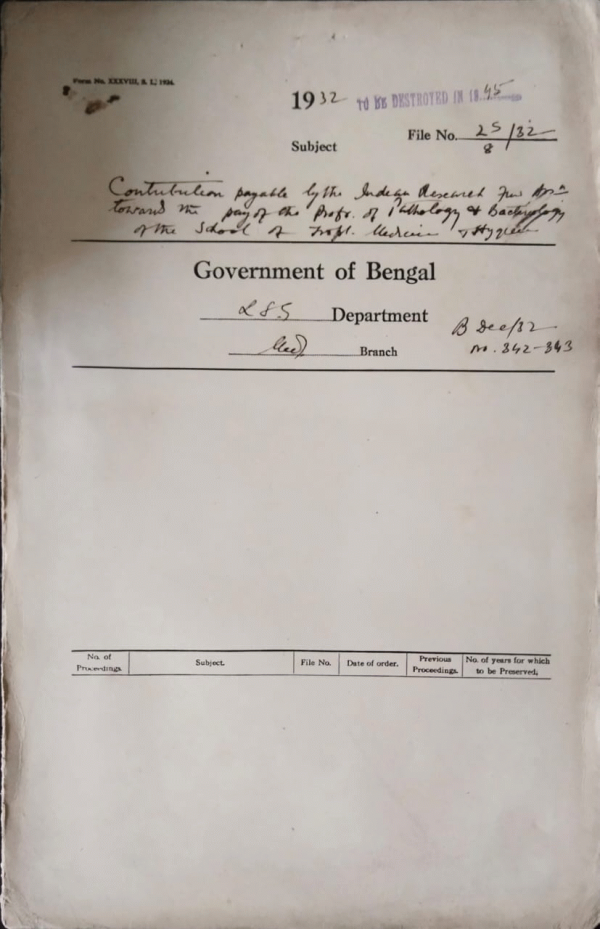 Form No. XXXVIII, S. I., 1924.
1932 TO BE DESTROYED IN 1945
File No. 25/32
8
Subject
Contribution payable by the Indian Research Fund Assn
toward the pay of the Profr. of Pathology & Bacteriology
of the School of Tropl. Medicine & Hygiene
Government of Bengal
LSG Department
Medl Branch
B Dec/32
No. 342-343
No. of Proceedings. Subject. File No. Date of order. Previous Proceedings. No. of years for which to be Preserved,